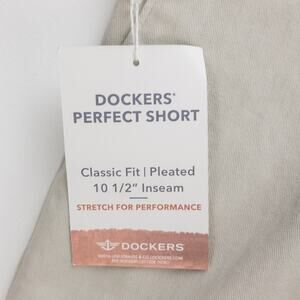 DOCKERS®
PERFECT SHORT
Classic Fit | Pleated
10 1/2" Inseam
STRETCH FOR PERFORMANCE
DOCKERS